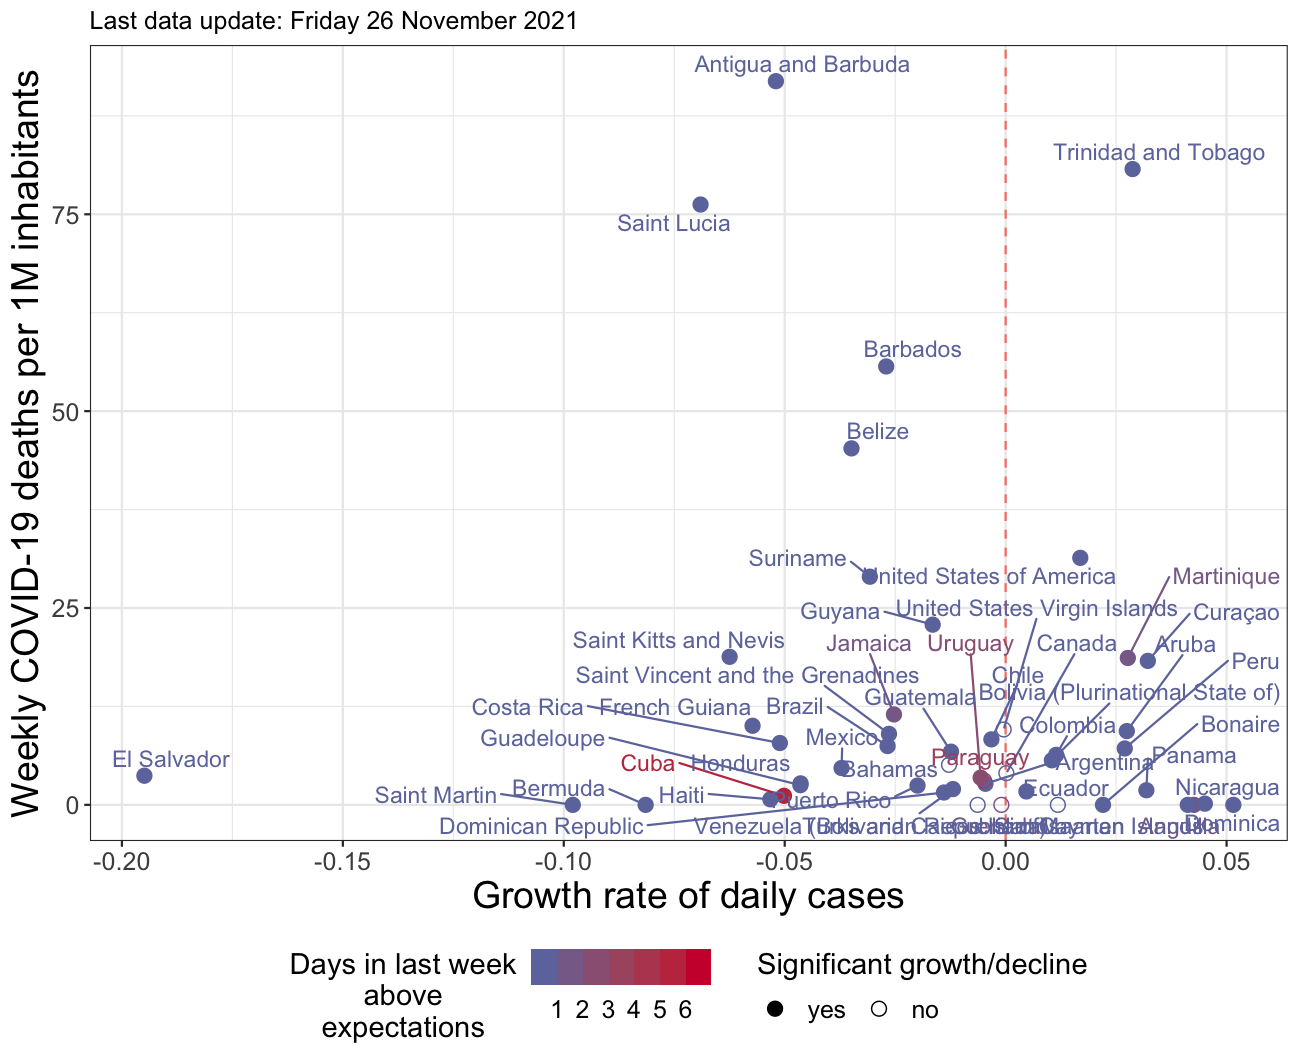 Last data update: Friday 26 November 2021
Weekly COVID-19 deaths per 1M inhabitants
75
50
25
0
Antigua and Barbuda
Trinidad and Tobago
Saint Lucia
Barbados
Belize
Suriname
United States of America
Martinique
Guyana
United States Virgin Islands
Curaçao
Saint Kitts and Nevis
Jamaica
Uruguay
Canada
Aruba
Peru
Saint Vincent and the Grenadines
Chile
Guatemala
Bolivia (Plurinational State of)
Costa Rica
French Guiana
Brazil
Colombia
Bonaire
Guadeloupe
Mexico
El Salvador
Cuba
Honduras
Bahamas
Paraguay
Argentina
Panama
Saint Martin
Bermuda
Haiti
Puerto Rico
Ecuador
Nicaragua
Dominican Republic
Venezuela (Bolivarian Republic of)
Dominica
-0.20
-0.15
-0.10
-0.05
0.00
0.05
Growth rate of daily cases
Days in last week
above
expectations
1 2 3 4 5 6
Significant growth/decline
yes
no